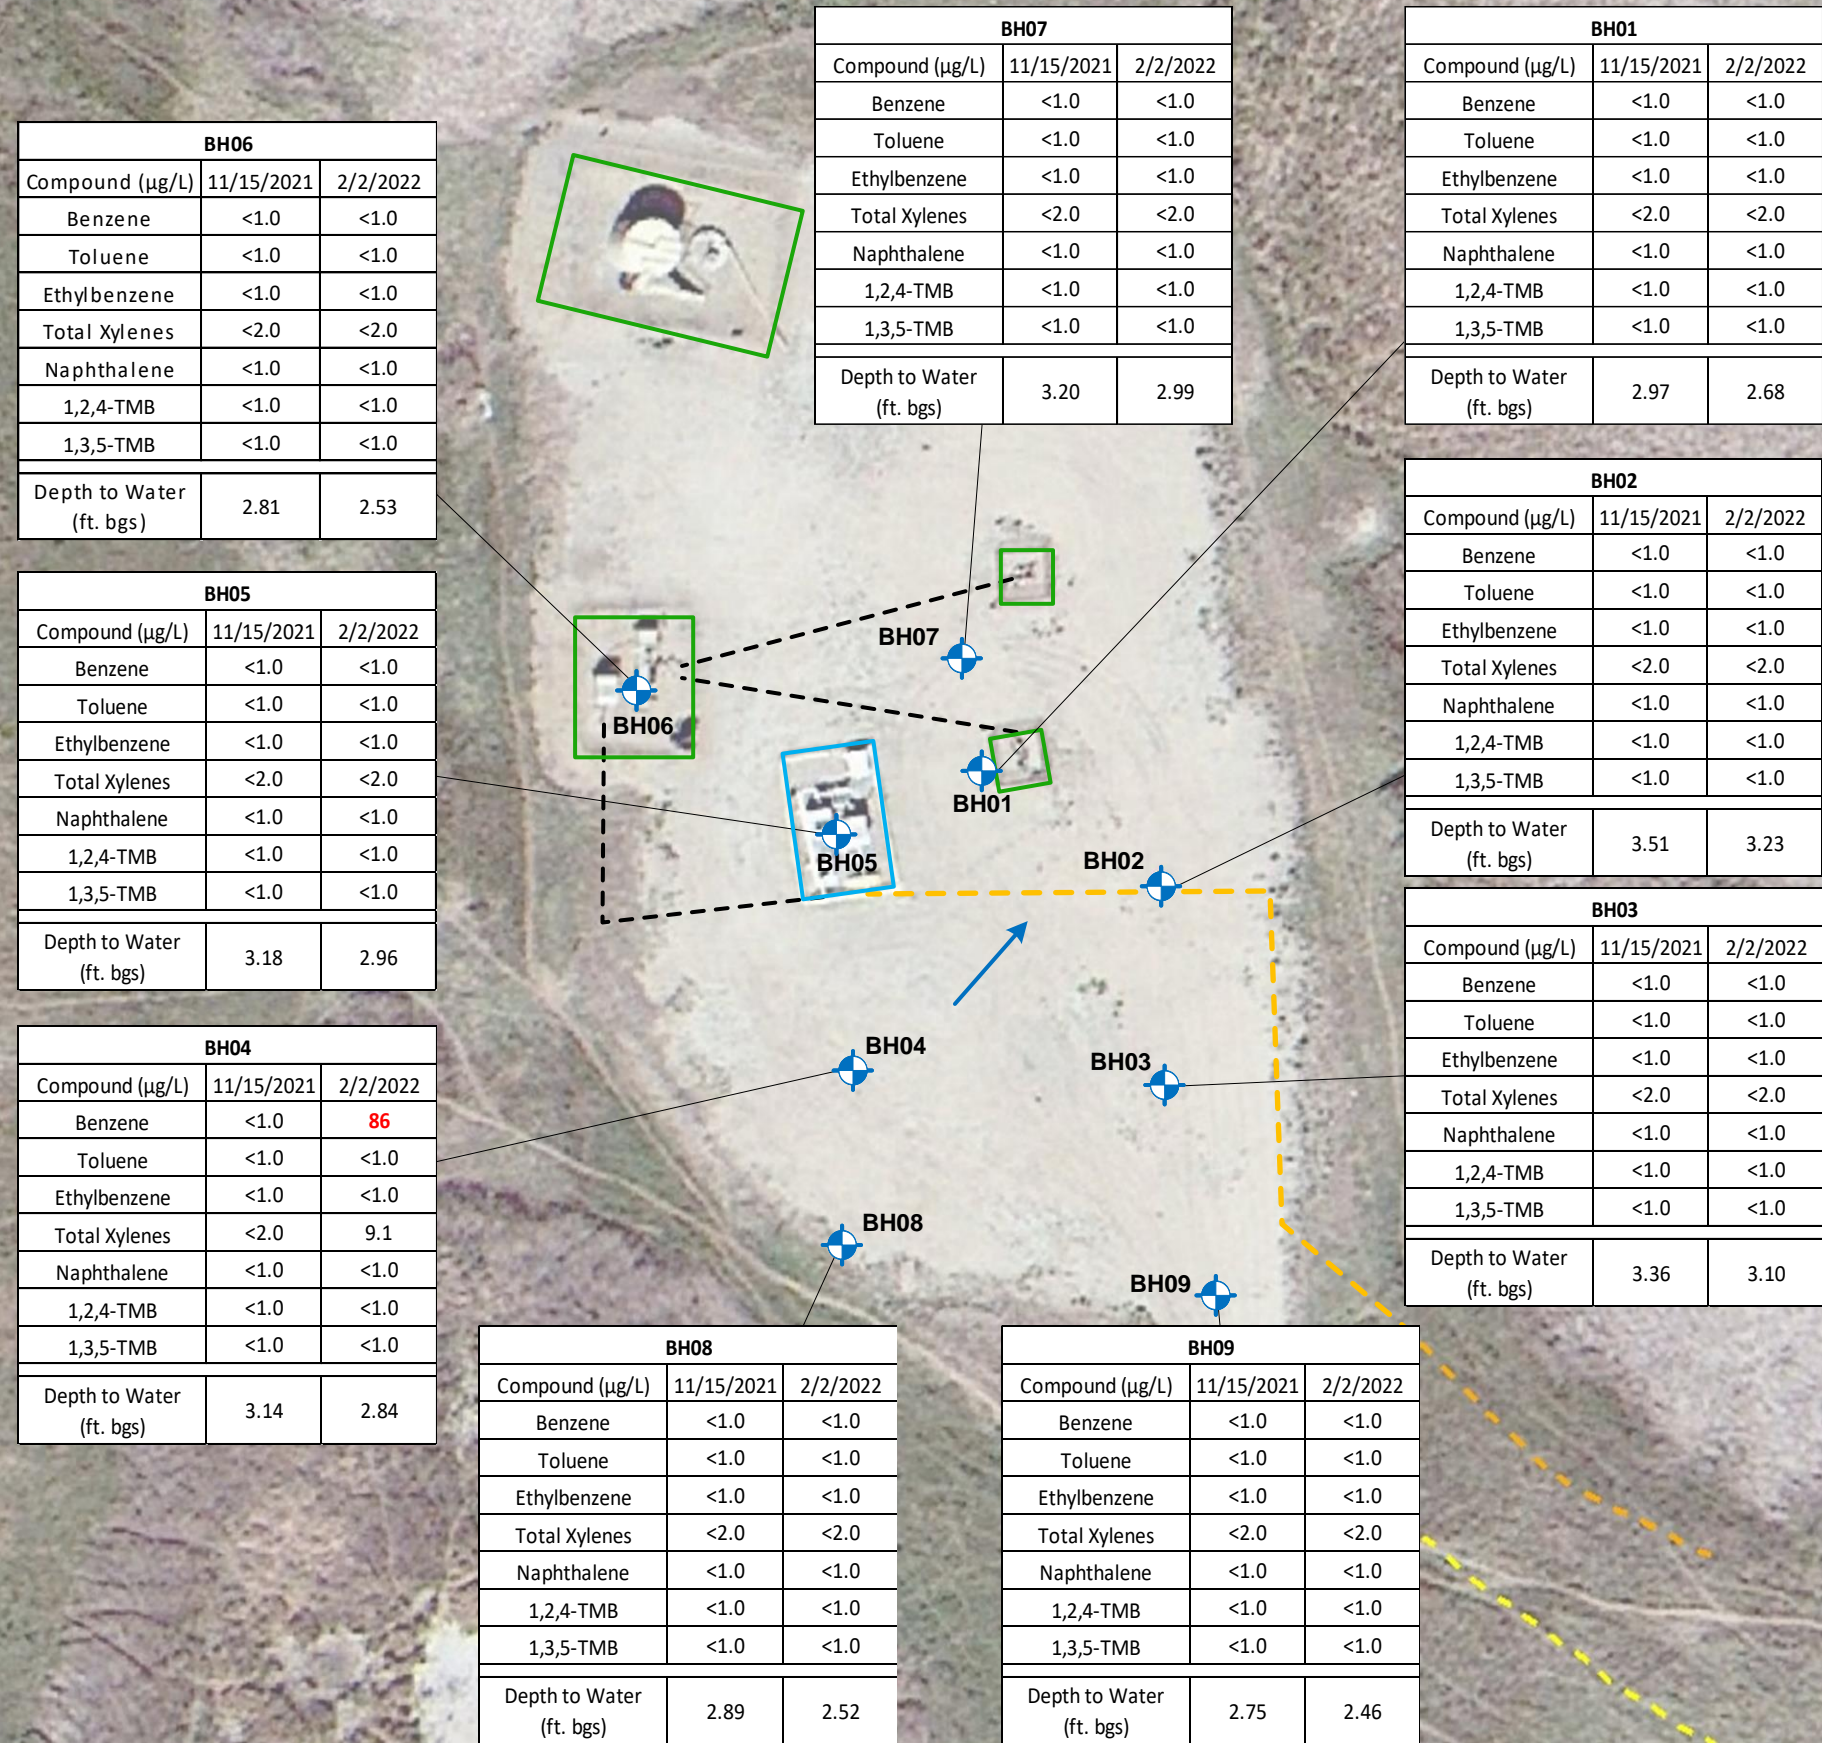 BH07
Compound (µg/L) 11/15/2021 2/2/2022
Benzene <1.0 <1.0
Toluene <1.0 <1.0
Ethylbenzene <1.0 <1.0
Total Xylenes <2.0 <2.0
Naphthalene <1.0 <1.0
1,2,4-TMB <1.0 <1.0
1,3,5-TMB <1.0 <1.0
Depth to Water
(ft. bgs) 3.20 2.99
BH01
Compound (µg/L) 11/15/2021 2/2/2022
Benzene <1.0 <1.0
Toluene <1.0 <1.0
Ethylbenzene <1.0 <1.0
Total Xylenes <2.0 <2.0
Naphthalene <1.0 <1.0
1,2,4-TMB <1.0 <1.0
1,3,5-TMB <1.0 <1.0
Depth to Water
(ft. bgs) 2.97 2.68
BH06
Compound (µg/L) 11/15/2021 2/2/2022
Benzene <1.0 <1.0
Toluene <1.0 <1.0
Ethylbenzene <1.0 <1.0
Total Xylenes <2.0 <2.0
Naphthalene <1.0 <1.0
1,2,4-TMB <1.0 <1.0
1,3,5-TMB <1.0 <1.0
Depth to Water
(ft. bgs) 2.81 2.53
BH02
Compound (µg/L) 11/15/2021 2/2/2022
Benzene <1.0 <1.0
Toluene <1.0 <1.0
Ethylbenzene <1.0 <1.0
Total Xylenes <2.0 <2.0
Naphthalene <1.0 <1.0
1,2,4-TMB <1.0 <1.0
1,3,5-TMB <1.0 <1.0
Depth to Water
(ft. bgs) 3.51 3.23
BH05
Compound (µg/L) 11/15/2021 2/2/2022
Benzene <1.0 <1.0
Toluene <1.0 <1.0
Ethylbenzene <1.0 <1.0
Total Xylenes <2.0 <2.0
Naphthalene <1.0 <1.0
1,2,4-TMB <1.0 <1.0
1,3,5-TMB <1.0 <1.0
Depth to Water
(ft. bgs) 3.18 2.96
BH07
BH06
BH01
BH05
BH02
BH04
BH03
BH08
BH09
BH03
Compound (µg/L) 11/15/2021 2/2/2022
Benzene <1.0 <1.0
Toluene <1.0 <1.0
Ethylbenzene <1.0 <1.0
Total Xylenes <2.0 <2.0
Naphthalene <1.0 <1.0
1,2,4-TMB <1.0 <1.0
1,3,5-TMB <1.0 <1.0
Depth to Water
(ft. bgs) 3.36 3.10
BH04
Compound (µg/L) 11/15/2021 2/2/2022
Benzene <1.0 86
Toluene <1.0 <1.0
Ethylbenzene <1.0 <1.0
Total Xylenes <2.0 9.1
Naphthalene <1.0 <1.0
1,2,4-TMB <1.0 <1.0
1,3,5-TMB <1.0 <1.0
Depth to Water
(ft. bgs) 3.14 2.84
BH08
Compound (µg/L) 11/15/2021 2/2/2022
Benzene <1.0 <1.0
Toluene <1.0 <1.0
Ethylbenzene <1.0 <1.0
Total Xylenes <2.0 <2.0
Naphthalene <1.0 <1.0
1,2,4-TMB <1.0 <1.0
1,3,5-TMB <1.0 <1.0
Depth to Water
(ft. bgs) 2.89 2.52
BH09
Compound (µg/L) 11/15/2021 2/2/2022
Benzene <1.0 <1.0
Toluene <1.0 <1.0
Ethylbenzene <1.0 <1.0
Total Xylenes <2.0 <2.0
Naphthalene <1.0 <1.0
1,2,4-TMB <1.0 <1.0
1,3,5-TMB <1.0 <1.0
Depth to Water
(ft. bgs) 2.75 2.46